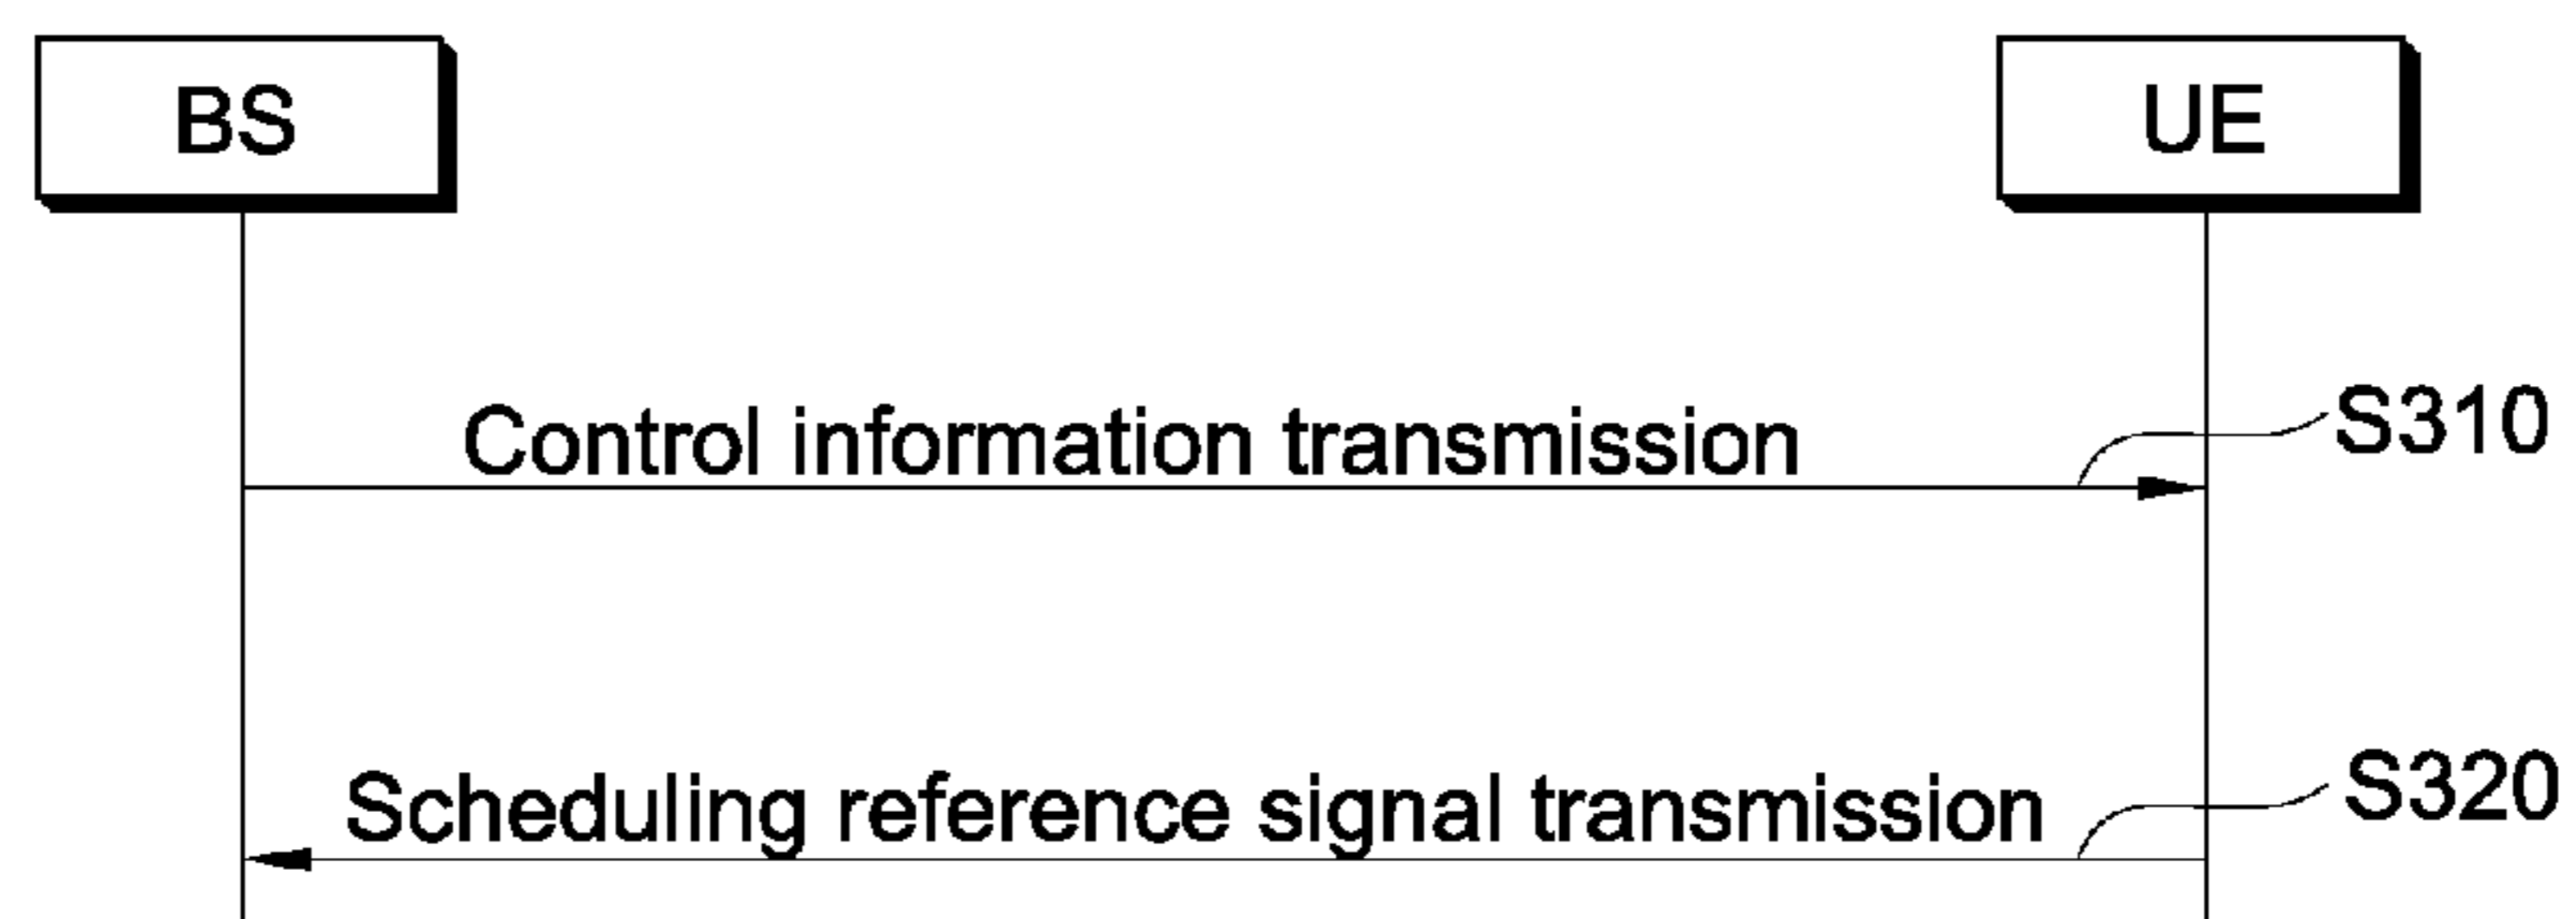 BS
UE
Control information transmission
S310
Scheduling reference signal transmission
S320